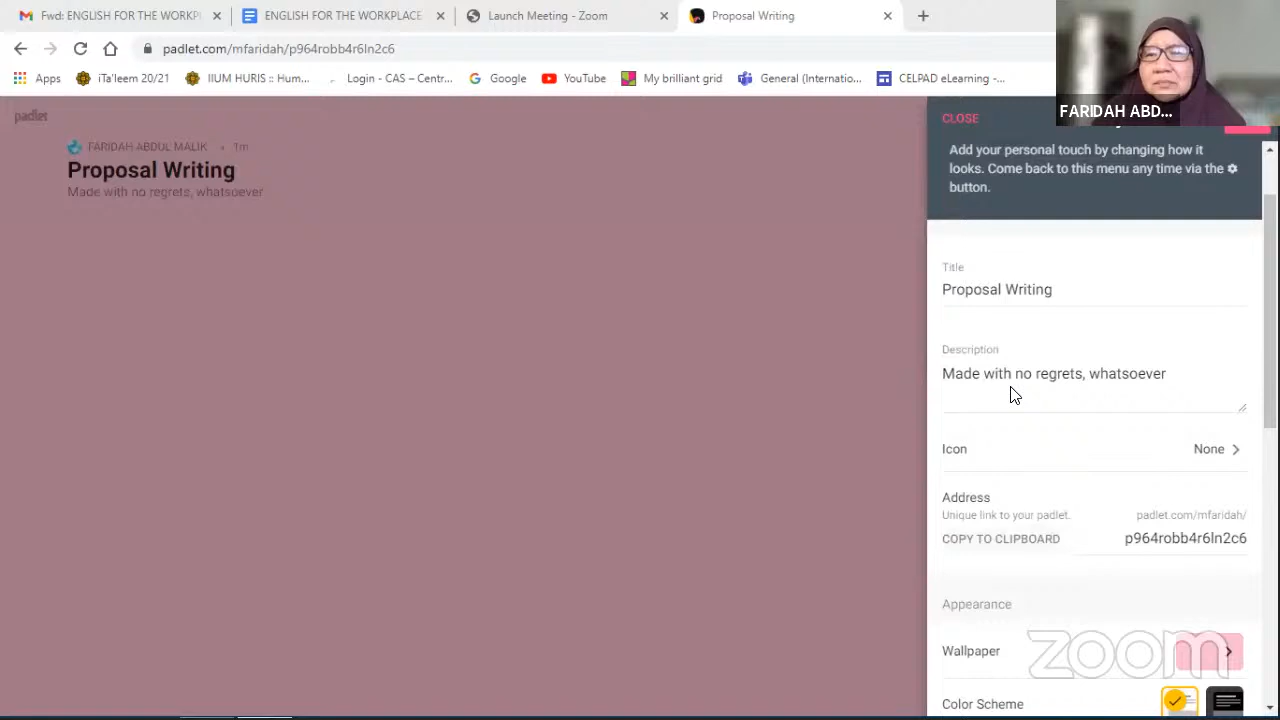 Fwd: ENGLISH FOR THE WORKPL
ENGLISH FOR THE WORKPLACE
Launch Meeting - Zoom
Proposal Writing
padlet.com/mfaridah/p964robb4r6ln2c6
Apps
iTa'leem 20/21
IIUM HURIS :: Hum...
Login - CAS – Centr...
Google
YouTube
My brilliant grid
General (Internatio...
CELPAD eLearning -...
FARIDAH ABD...
padlet
FARIDAH ABDUL MALIK • 1m
Proposal Writing
Made with no regrets, whatsoever
CLOSE
Add your personal touch by changing how it
looks. Come back to this menu any time via the
button.
Title
Proposal Writing
Description
Made with no regrets, whatsoever
Icon
None
Address
Unique link to your padlet.
padlet.com/mfaridah/
COPY TO CLIPBOARD
p964robb4r6ln2c6
Appearance
Wallpaper
zoom
Color Scheme